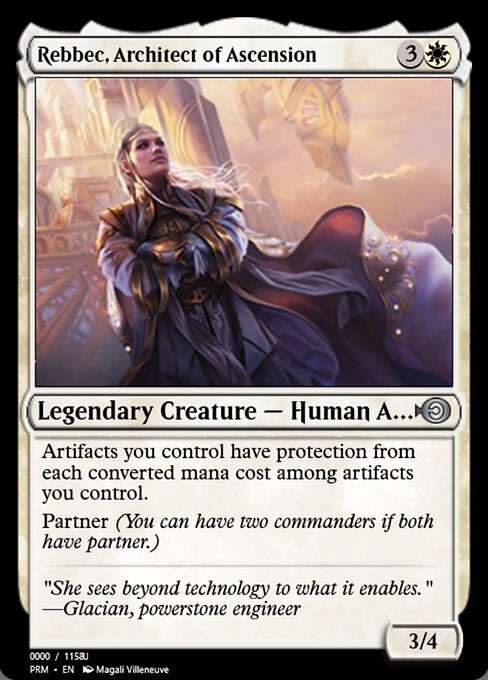 Rebbec, Architect of Ascension 3
Legendary Creature — Human A...
Artifacts you control have protection from
each converted mana cost among artifacts
you control.
Partner (You can have two commanders if both
have partner.)
"She sees beyond technology to what it enables."
—Glacian, powerstone engineer
3/4
0000 / 1158U
PRM • EN Magali Villeneuve